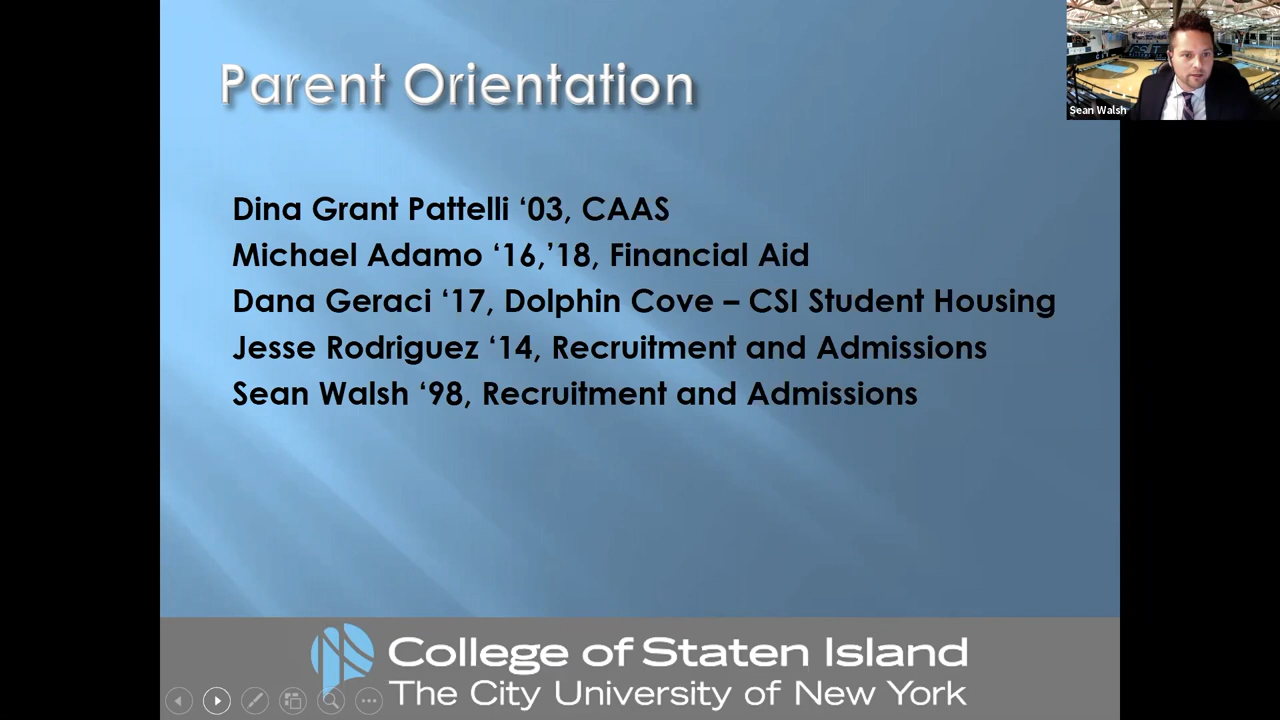 Parent Orientation
Sean Walsh
Dina Grant Pattelli ‘03, CAAS
Michael Adamo ‘16,’18, Financial Aid
Dana Geraci ‘17, Dolphin Cove – CSI Student Housing
Jesse Rodriguez ‘14, Recruitment and Admissions
Sean Walsh ‘98, Recruitment and Admissions
College of Staten Island
The City University of New York